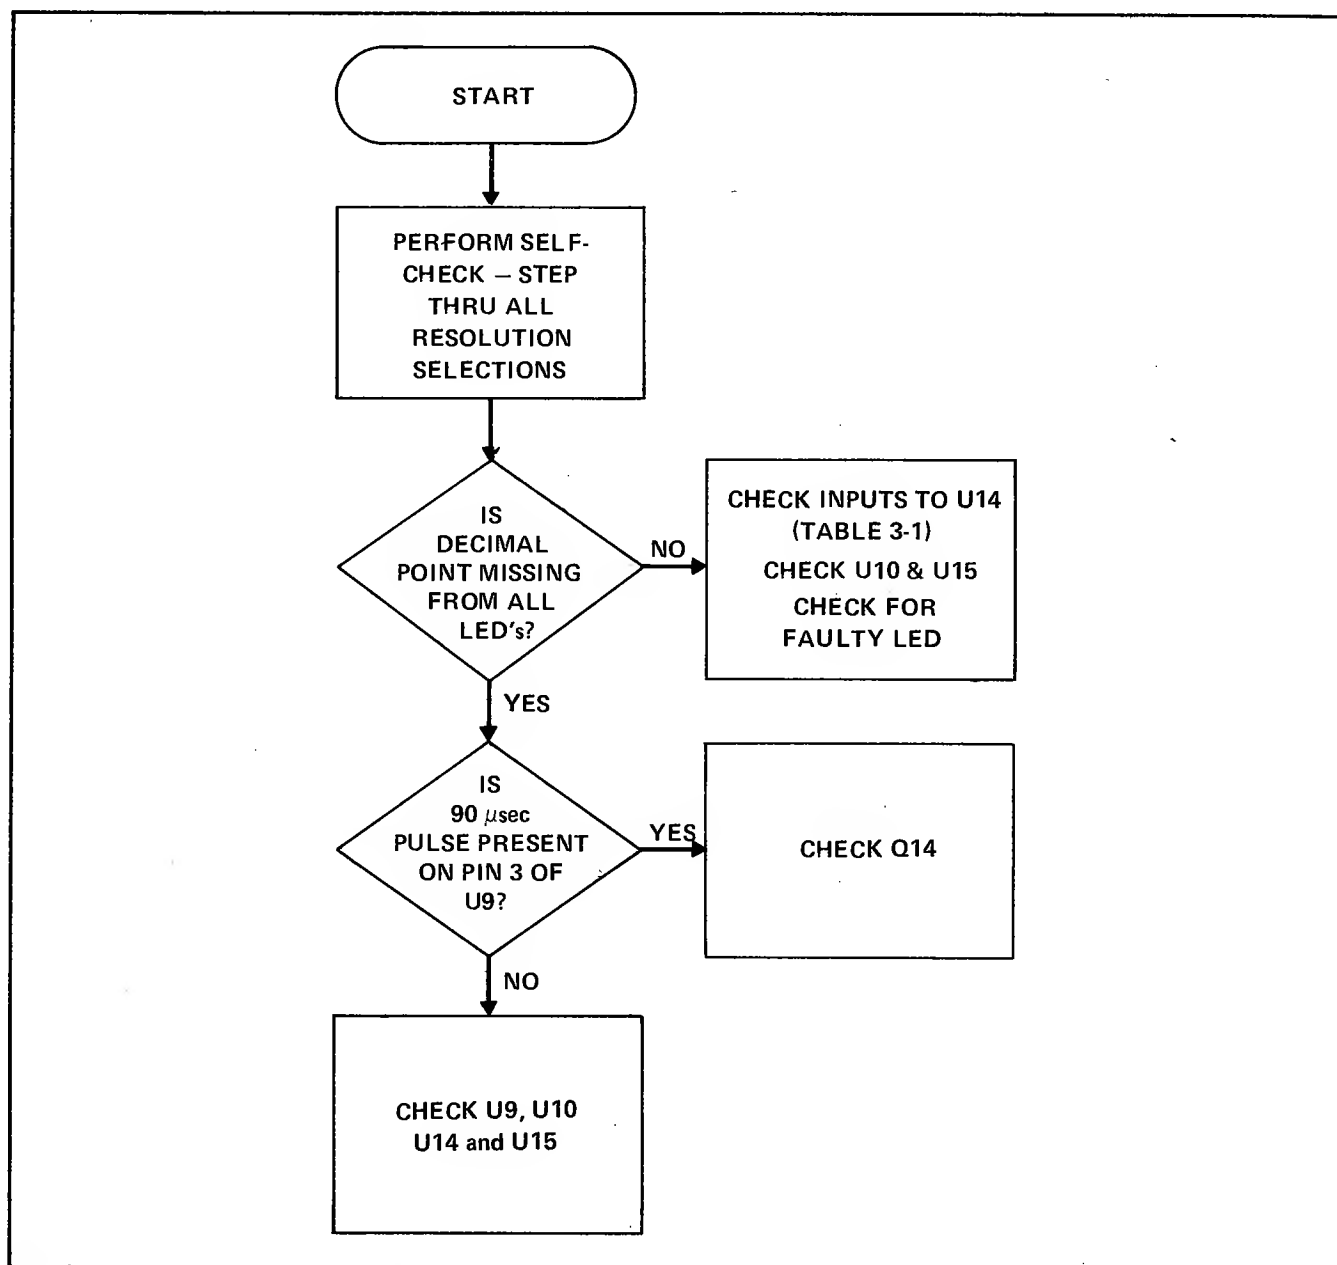 START
PERFORM SELF-
CHECK – STEP
THRU ALL
RESOLUTION
SELECTIONS
IS
DECIMAL
POINT MISSING
FROM ALL
LED's?
NO
CHECK INPUTS TO U14
(TABLE 3-1)
CHECK U10 & U15
CHECK FOR
FAULTY LED
YES
IS
90 μsec
PULSE PRESENT
ON PIN 3 OF
U9?
YES
CHECK Q14
NO
CHECK U9, U10
U14 and U15